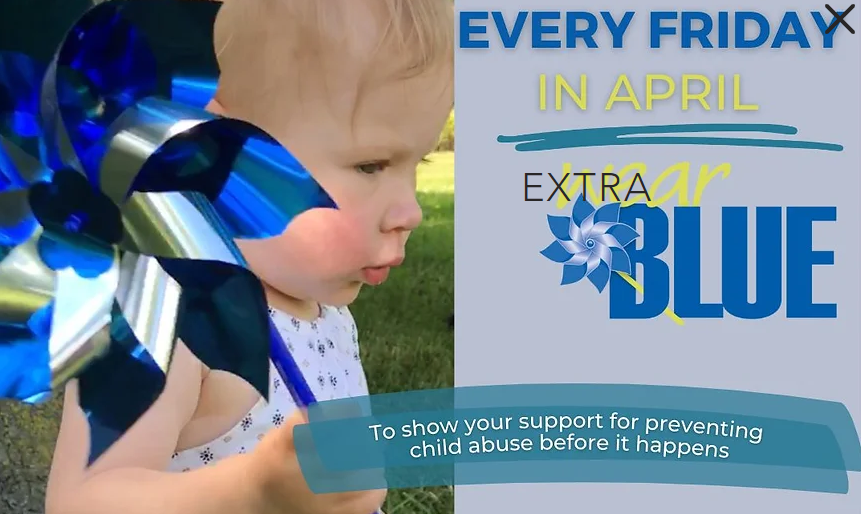 EVERY FRIDAY
IN APRIL
wear
EXTRA
BLUE
To show your support for preventing
child abuse before it happens